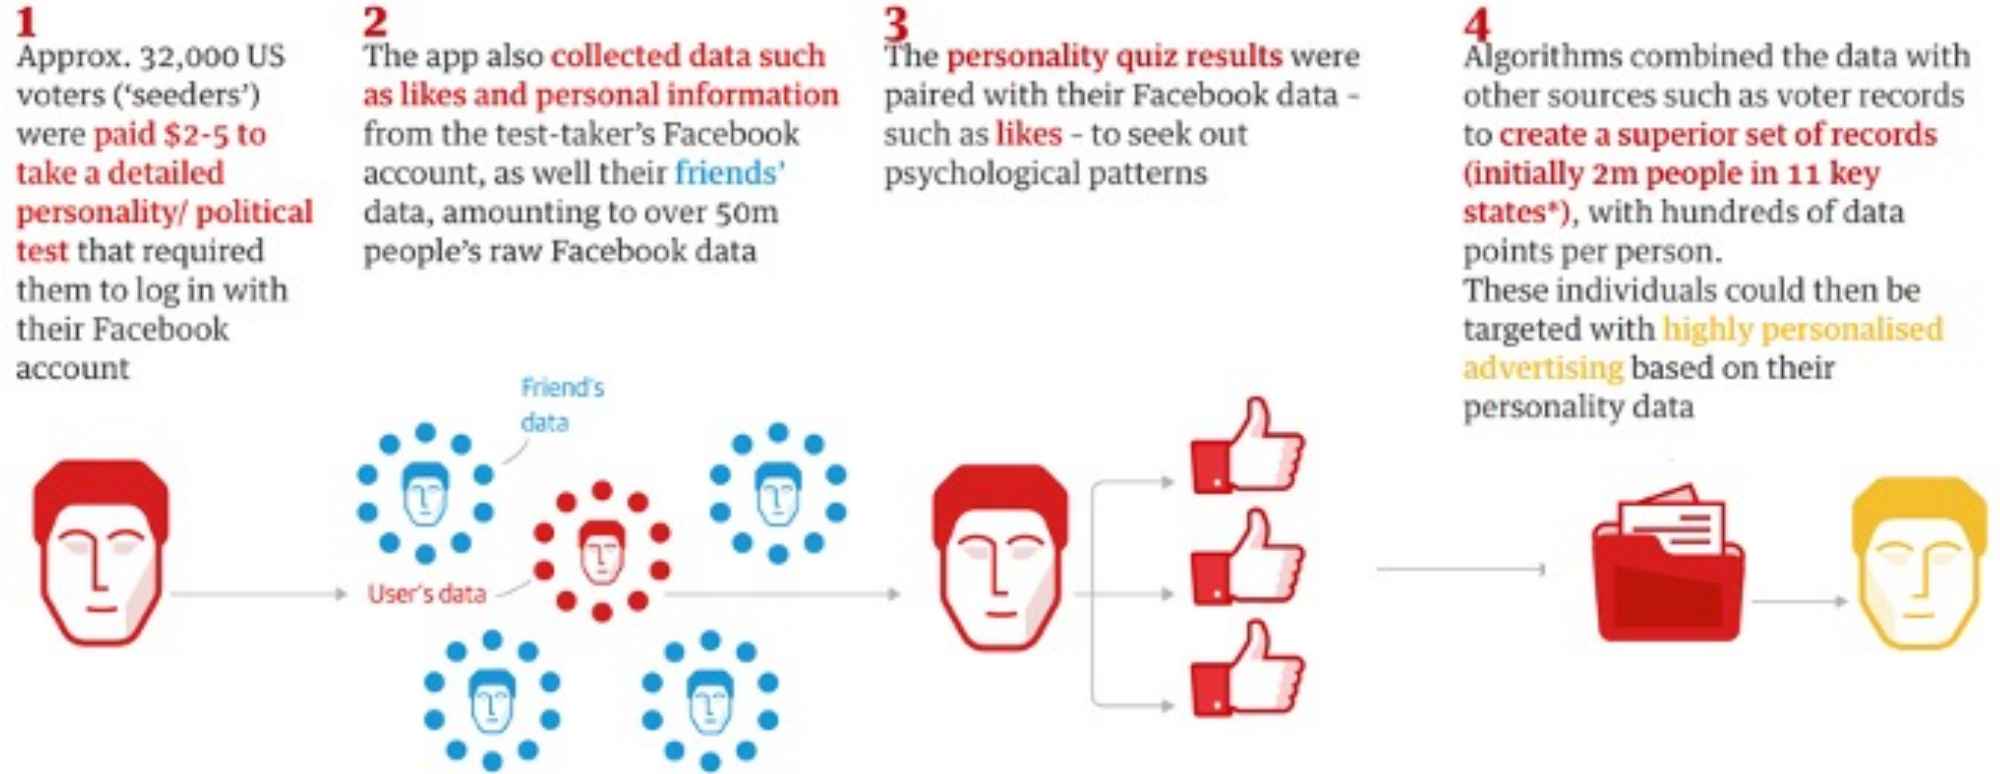 1
Approx. 32,000 US
voters (‘seeders’)
were paid $2-5 to
take a detailed
personality/ political
test that required
them to log in with
their Facebook
account
2
The app also collected data such
as likes and personal information
from the test-taker’s Facebook
account, as well their friends’
data, amounting to over 50m
people’s raw Facebook data
3
The personality quiz results were
paired with their Facebook data –
such as likes – to seek out
psychological patterns
4
Algorithms combined the data with
other sources such as voter records
to create a superior set of records
(initially 2m people in 11 key
states*), with hundreds of data
points per person.
These individuals could then be
targeted with highly personalised
advertising based on their
personality data
Friend's
data
User's data